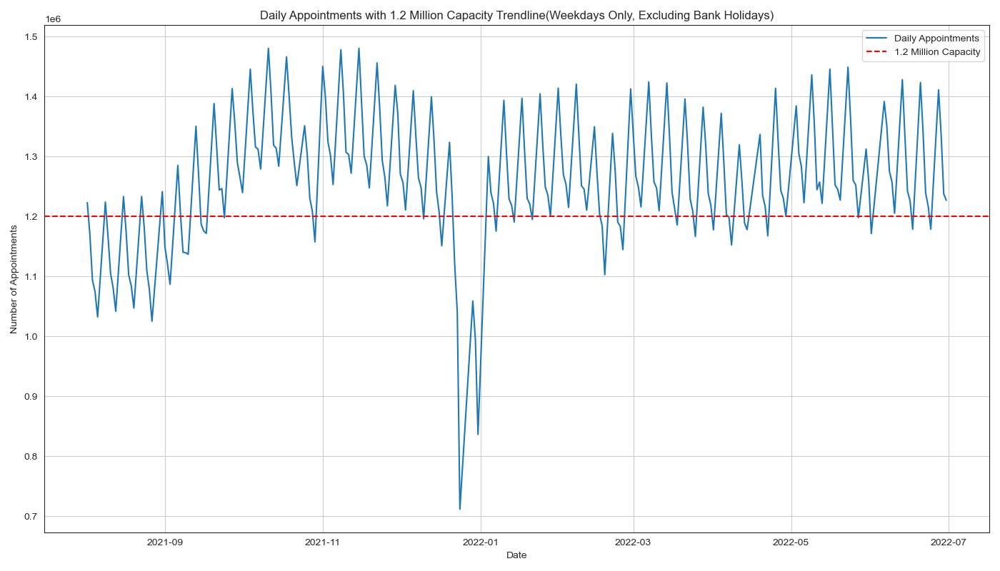 Daily Appointments with 1.2 Million Capacity Trendline(Weekdays Only, Excluding Bank Holidays)
1e6
Daily Appointments
1.2 Million Capacity
1.5
1.4
1.3
1.2
1.1
1.0
0.9
0.8
0.7
Number of Appointments
2021-09
2021-11
2022-01
2022-03
2022-05
2022-07
Date